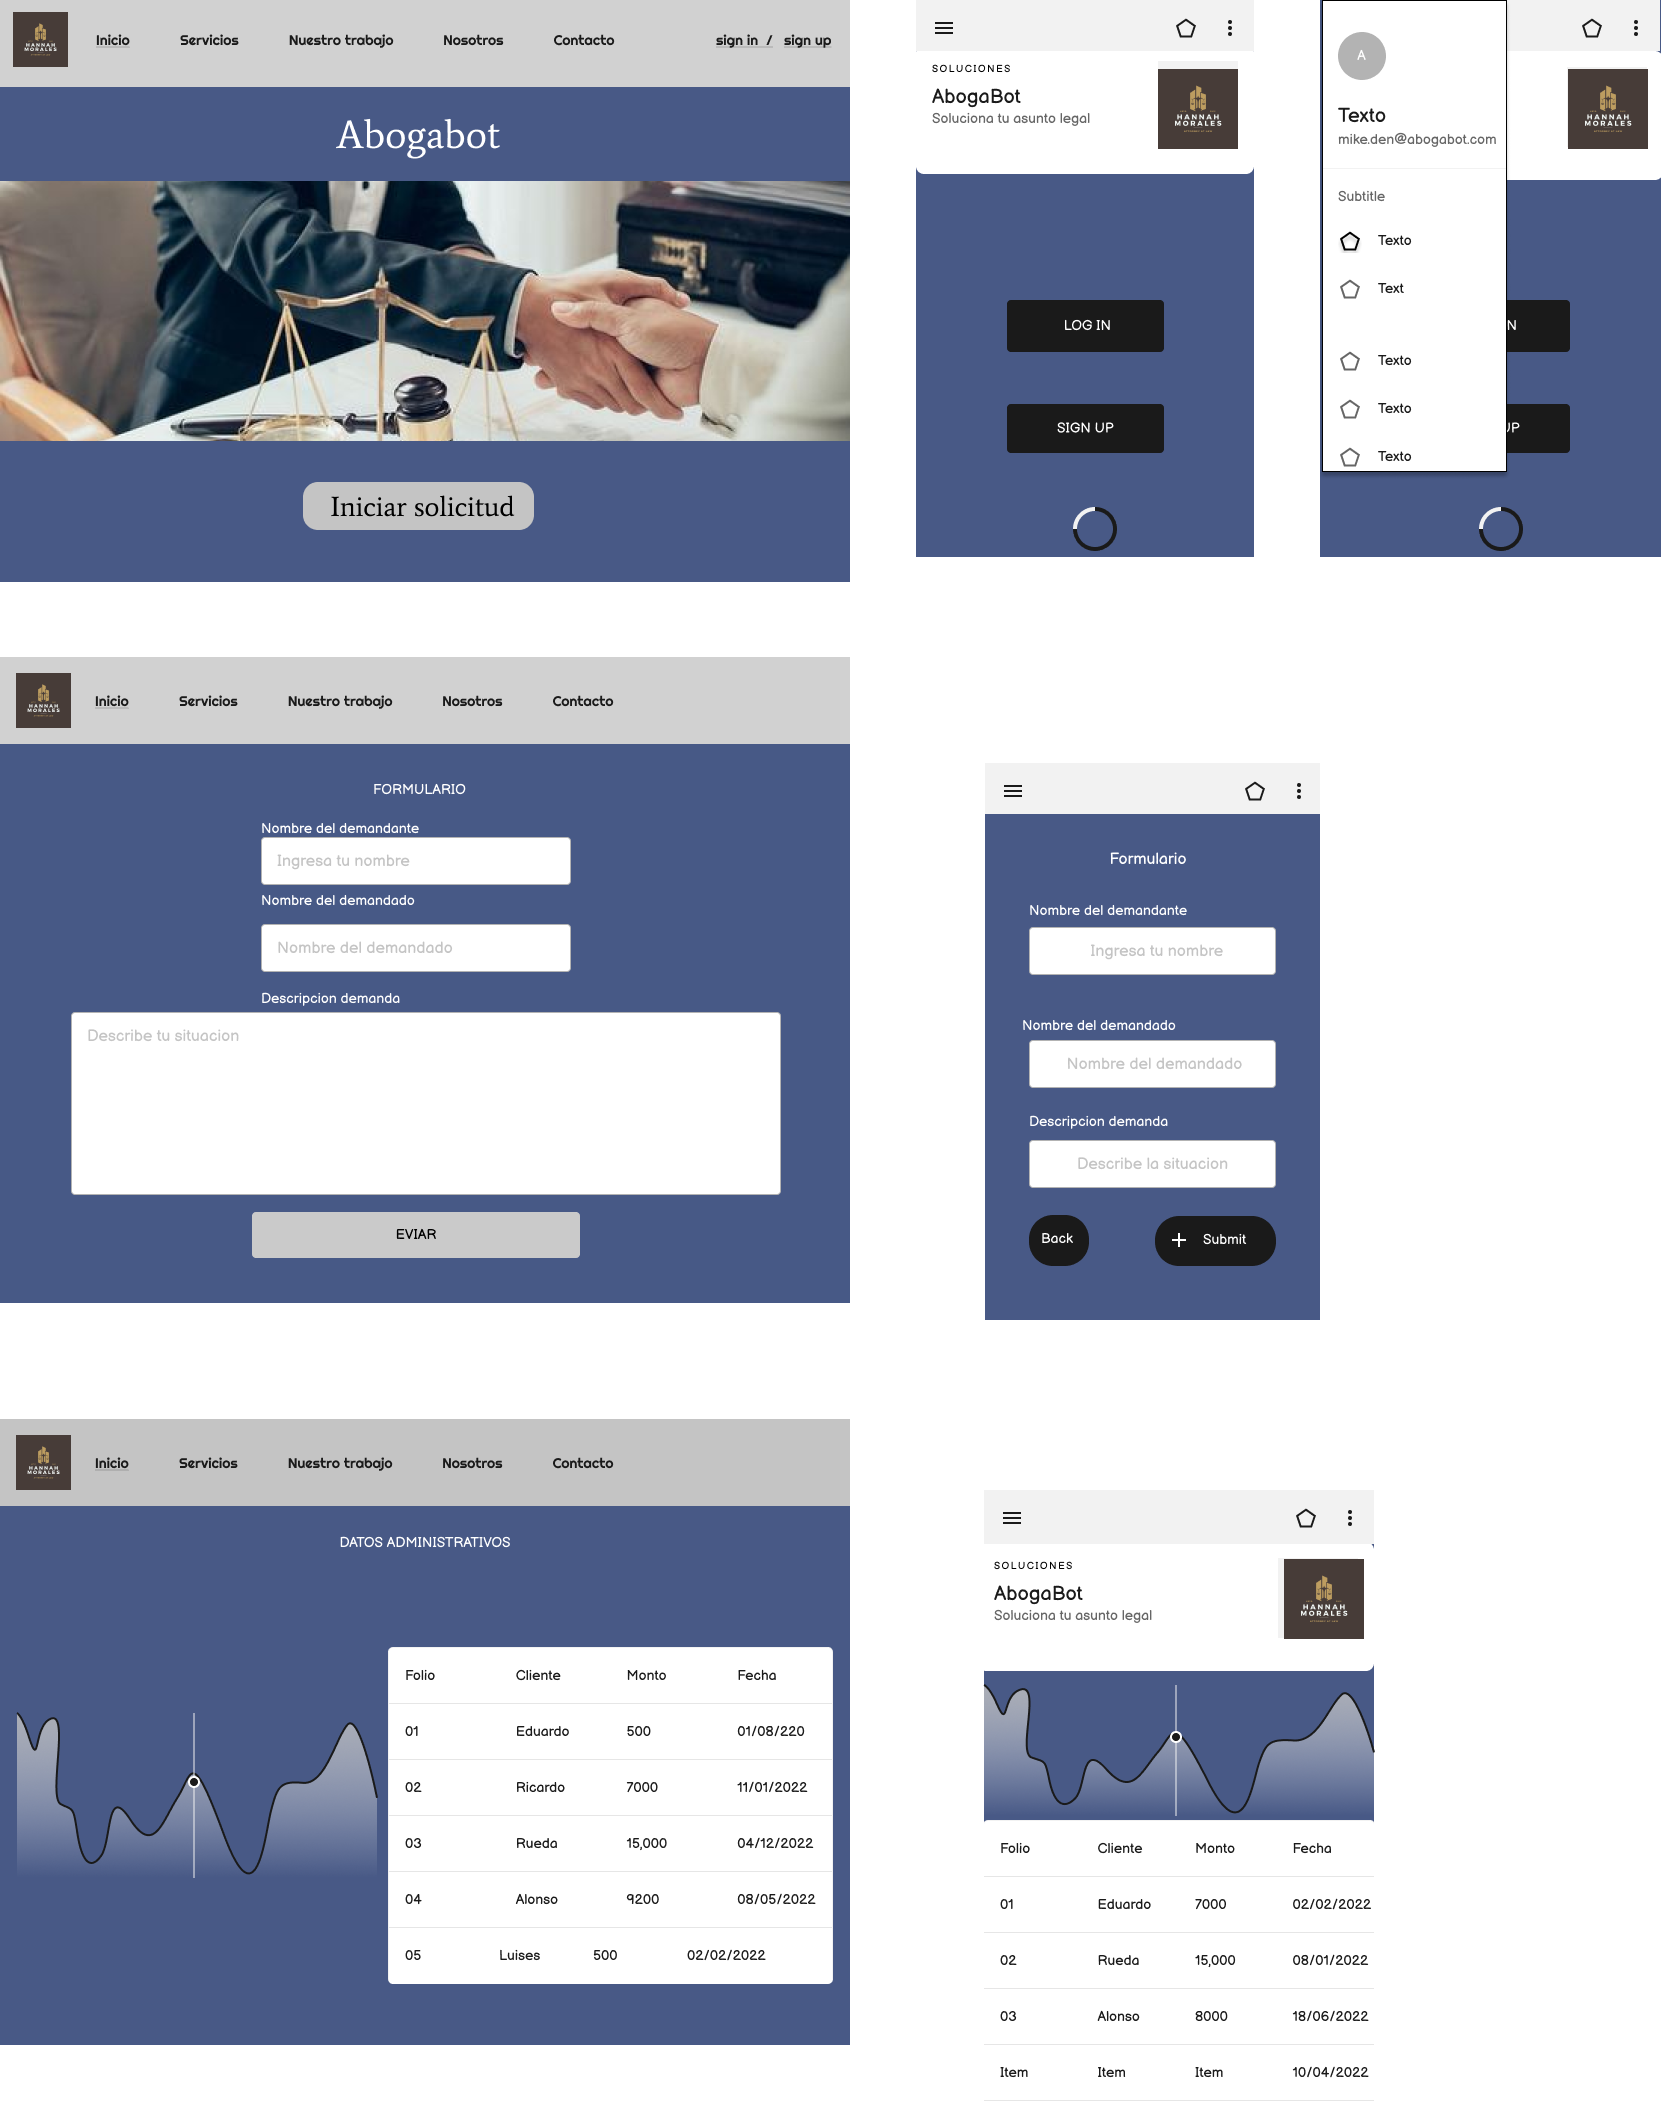 HANNAH
MORALES
Inicio Servicios Nuestro trabajo Nosotros Contacto sign in / sign up
Abogabot
Iniciar solicitud
SOLUCIONES
AbogaBot
Soluciona tu asunto legal
HANNAH
MORALES
LOG IN
SIGN UP
A
Texto
mike.den@abogabot.com
Subtitle
Texto
Text
Texto
Texto
Texto
HANNAH
MORALES
N
UP
HANNAH
MORALES
Inicio Servicios Nuestro trabajo Nosotros Contacto
FORMULARIO
Nombre del demandante
Ingresa tu nombre
Nombre del demandado
Nombre del demandado
Descripcion demanda
Describe tu situacion
EVIAR
Formulario
Nombre del demandante
Ingresa tu nombre
Nombre del demandado
Nombre del demandado
Descripcion demanda
Describe la situacion
Back
Submit
HANNAH
MORALES
Inicio Servicios Nuestro trabajo Nosotros Contacto
DATOS ADMINISTRATIVOS
Folio Cliente Monto Fecha
01 Eduardo 500 01/08/220
02 Ricardo 7000 11/01/2022
03 Rueda 15,000 04/12/2022
04 Alonso 9200 08/05/2022
05 Luises 500 02/02/2022
SOLUCIONES
AbogaBot
Soluciona tu asunto legal
HANNAH
MORALES
Folio Cliente Monto Fecha
01 Eduardo 7000 02/02/2022
02 Rueda 15,000 08/01/2022
03 Alonso 8000 18/06/2022
Item Item Item 10/04/2022